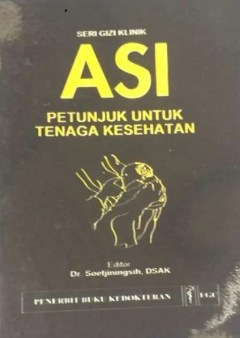 SERI GIZI KLINIK
ASI
PETUNJUK UNTUK
TENAGA KESEHATAN
Editor
Dr. Soetjiningsih, DSAK
PENERBIT BUKU KEDOKTERAN EGC